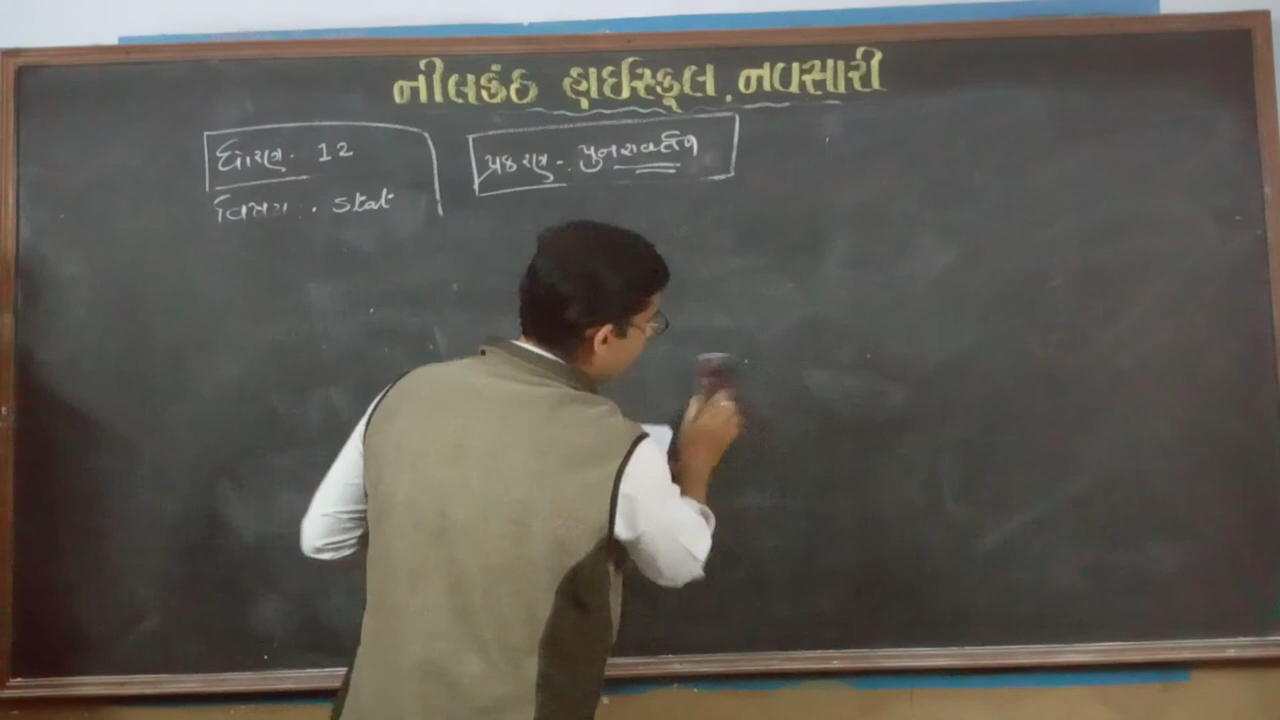 નીલકંઠ હાઈસ્કૂલ. નવસારી
ધોરણ. 12
પ્રકરણ -. પુનરાવર્તન
વિષય. stat